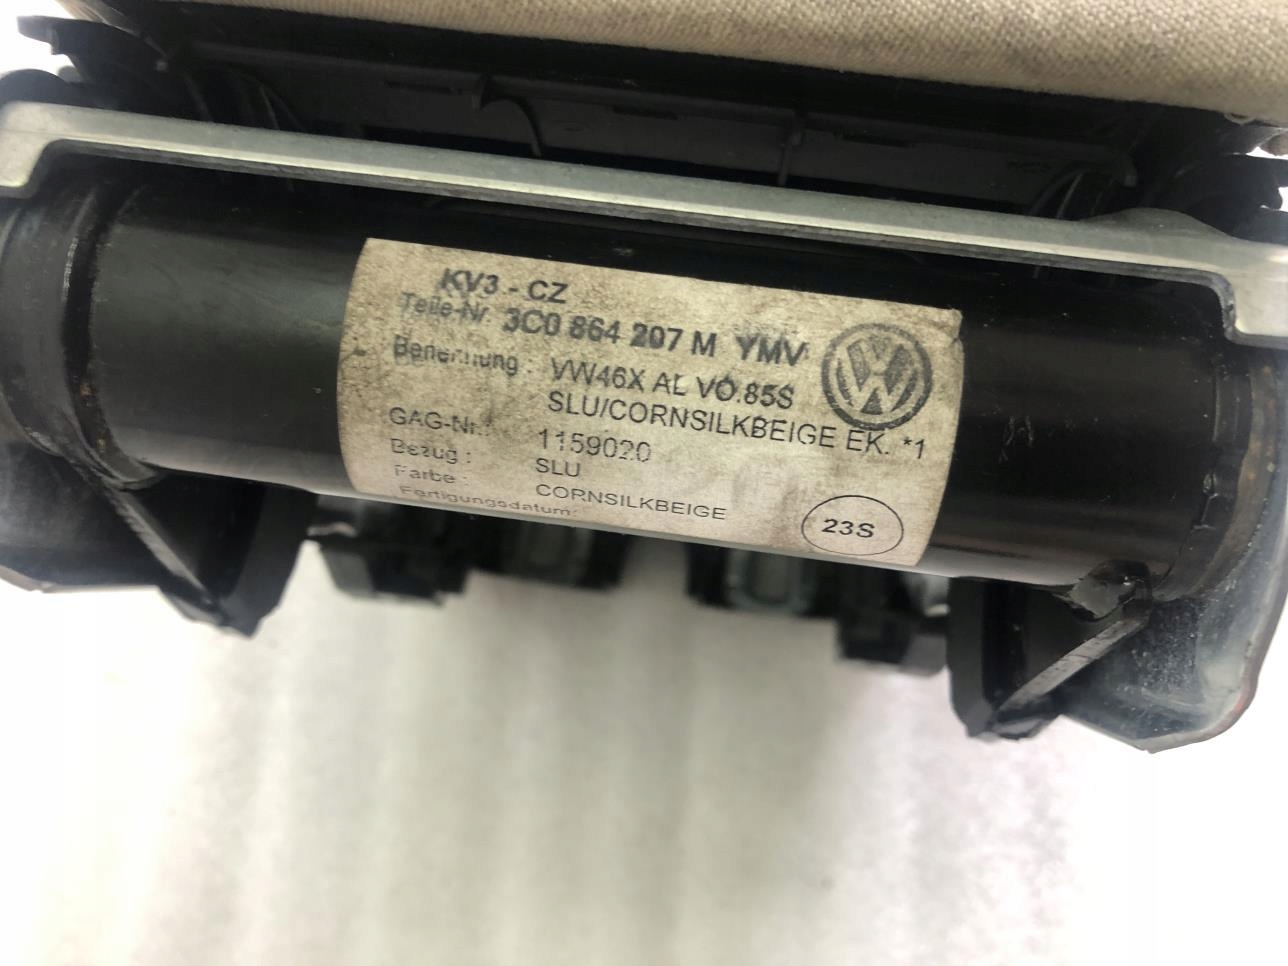 KV3 - CZ
Teile-Nr. 3C0 864 207 M YMV
Benennung : VW46X AL VO.85S
SLU/CORNSILKBEIGE EK. *1
GAG-Nr.: 1159020
Bezug : SLU
Farbe : CORNSILKBEIGE
Fertigungsdatum:
23S